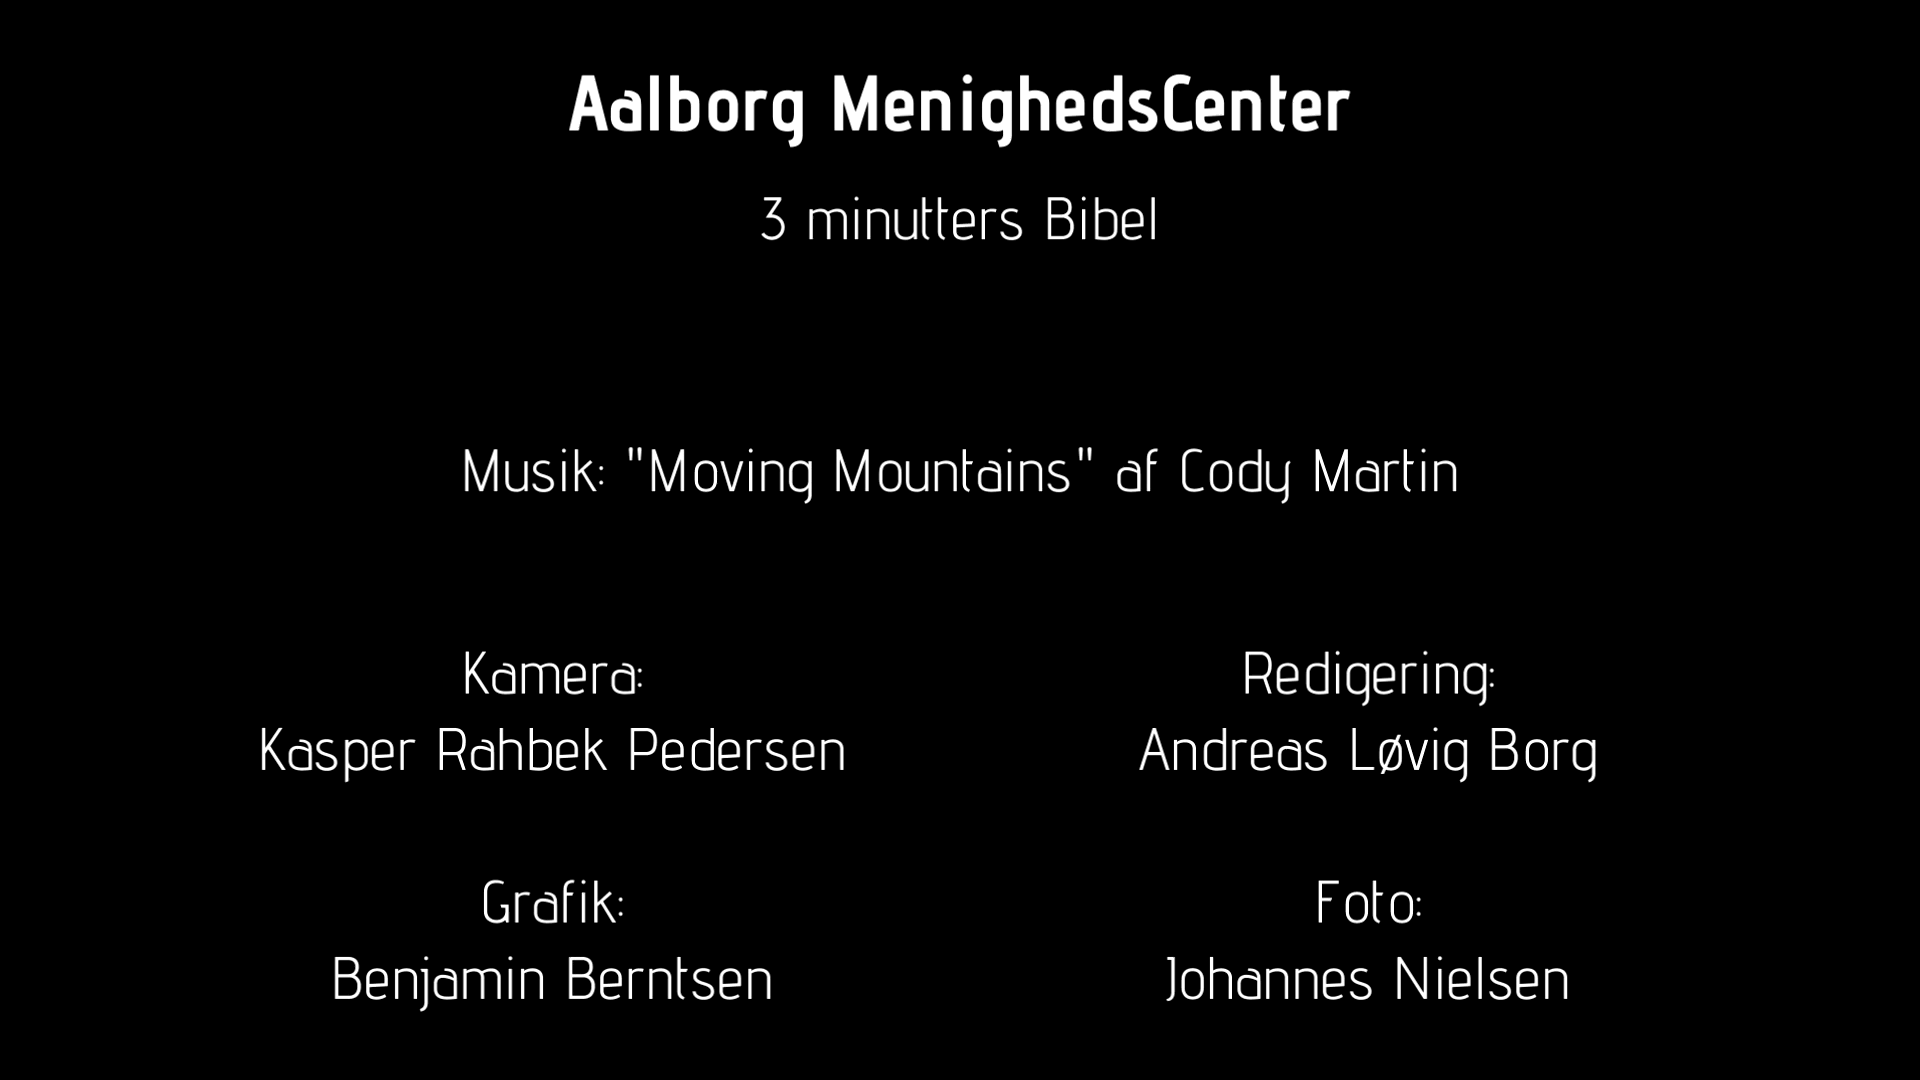 Aalborg MenighedsCenter
3 minutters Bibel
Musik: "Moving Mountains" af Cody Martin
Kamera:
Kasper Rahbek Pedersen
Redigering:
Andreas Løvig Borg
Grafik:
Benjamin Berntsen
Foto:
Johannes Nielsen